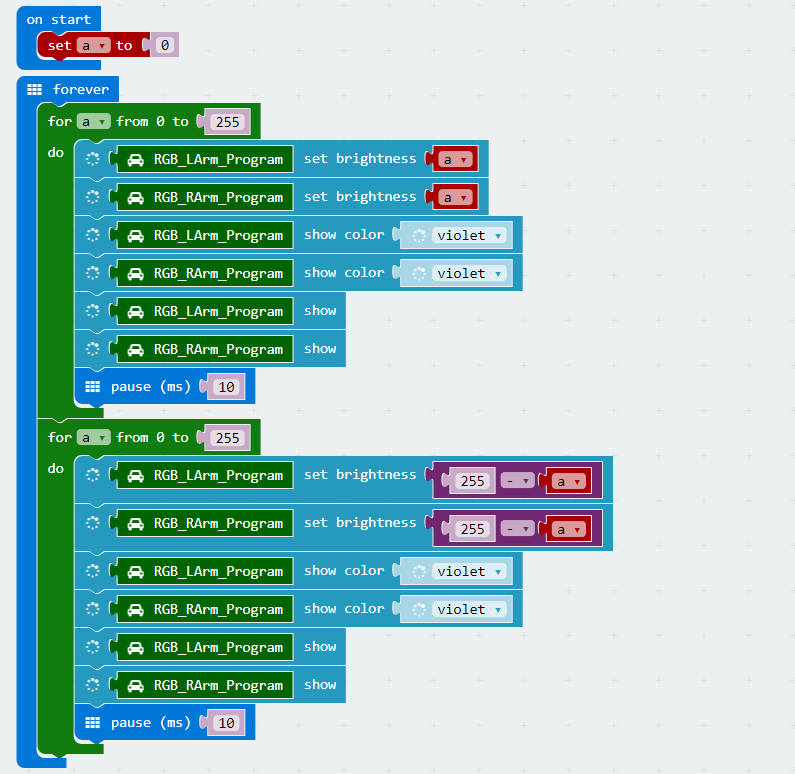 on start
set a to 0
forever
for a from 0 to 255
do RGB_LArm_Program set brightness a
RGB_RArm_Program set brightness a
RGB_LArm_Program show color violet
RGB_RArm_Program show color violet
RGB_LArm_Program show
RGB_RArm_Program show
pause (ms) 10
for a from 0 to 255
do RGB_LArm_Program set brightness 255 - a
RGB_RArm_Program set brightness 255 - a
RGB_LArm_Program show color violet
RGB_RArm_Program show color violet
RGB_LArm_Program show
RGB_RArm_Program show
pause (ms) 10